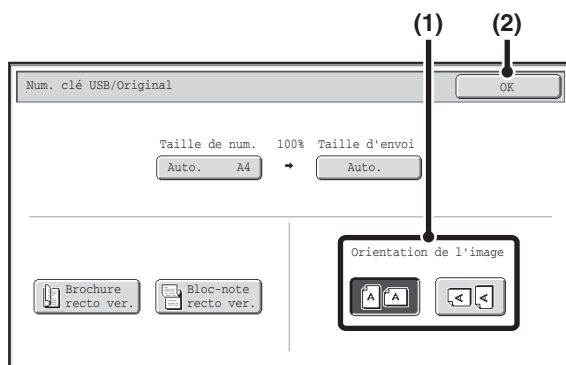 (1) (2)
Num. clé USB/Original OK
Taille de num. 100% Taille d'envoi
Auto. A4 Auto.
Orientation de l'image
Brochure
recto ver.
Bloc-note
recto ver.
A A A A